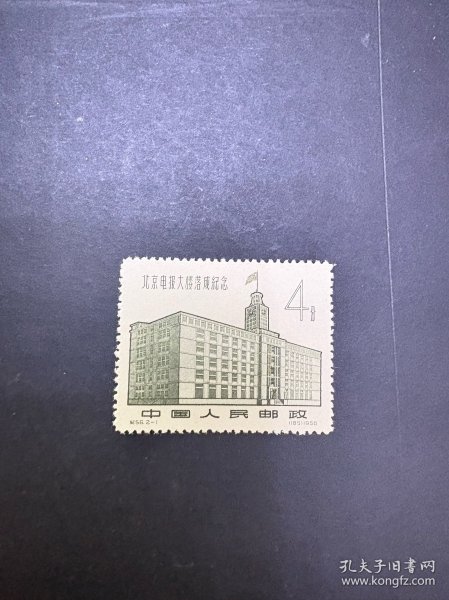 北京电报大楼落成纪念
4分
中国人民邮政
纪56.2-1
(185)1958
孔夫子旧书网
www.kongfz.com